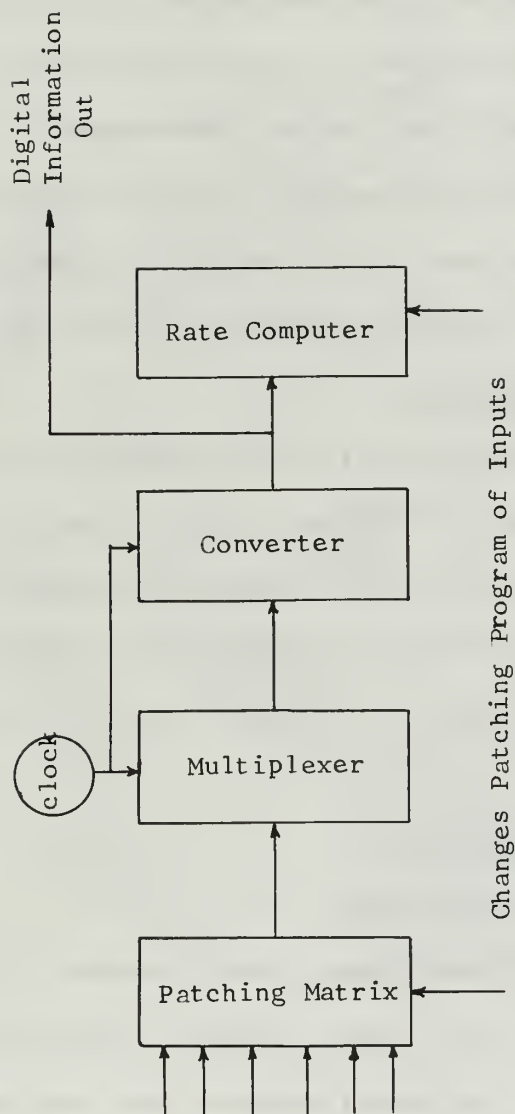 Digital
Information
Out
clock
Patching Matrix
Multiplexer
Converter
Rate Computer
Changes Patching Program of Inputs